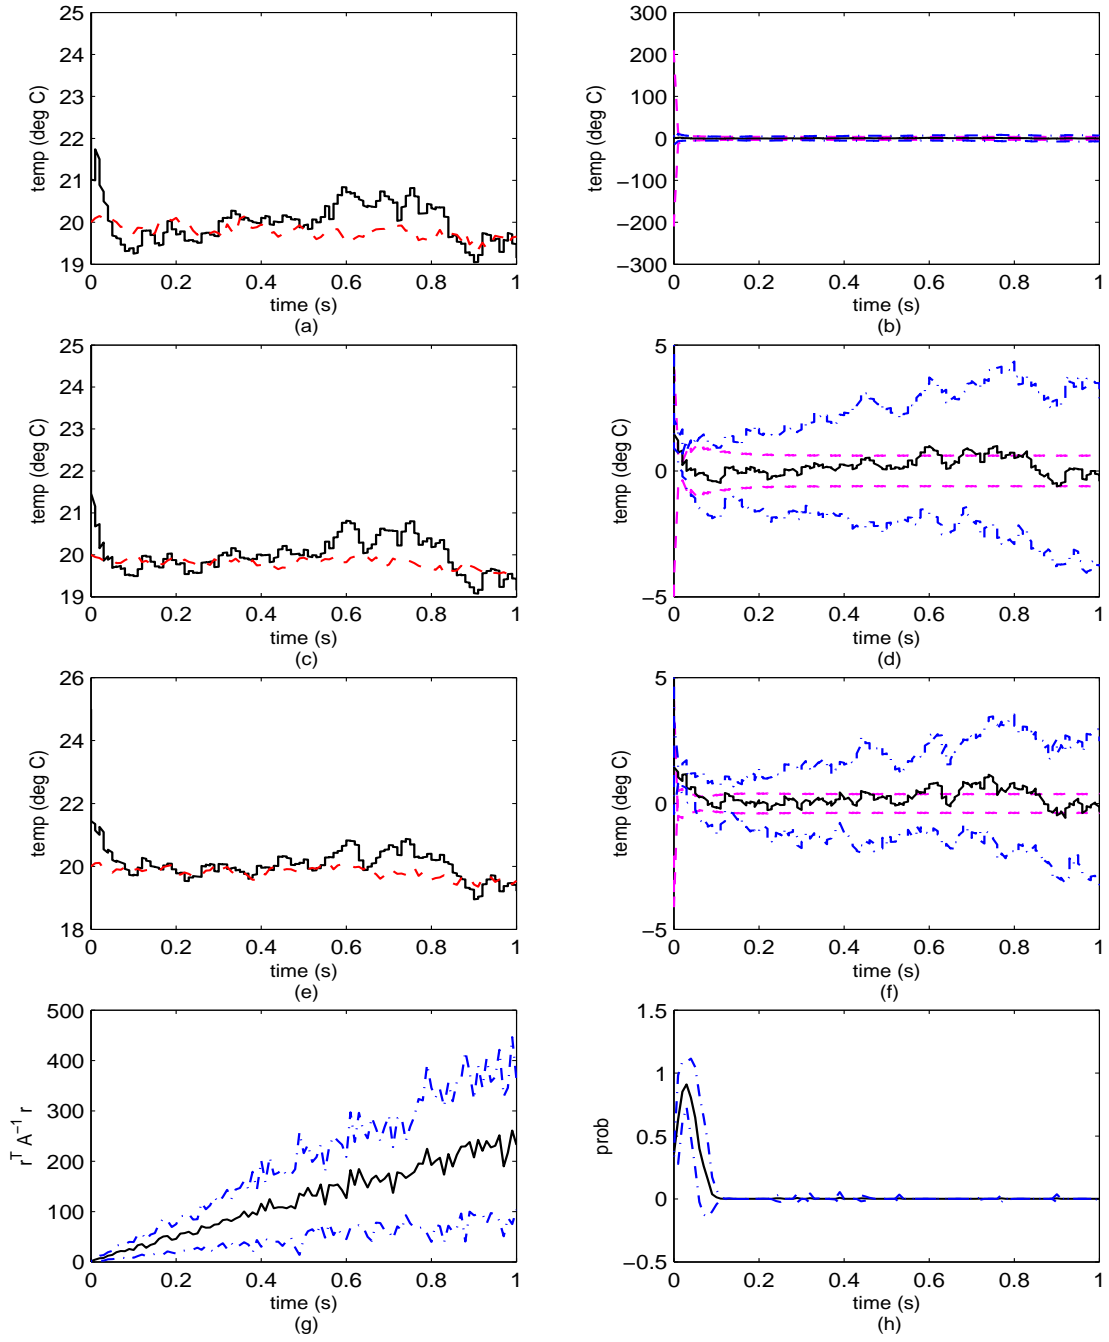 25
24
23
22
21
20
19
temp (deg C)
0 0.2 0.4 0.6 0.8 1
time (s)
(a)
300
200
100
0
−100
−200
−300
temp (deg C)
0 0.2 0.4 0.6 0.8 1
time (s)
(b)
25
24
23
22
21
20
19
temp (deg C)
0 0.2 0.4 0.6 0.8 1
time (s)
(c)
5
0
−5
temp (deg C)
0 0.2 0.4 0.6 0.8 1
time (s)
(d)
26
24
22
20
18
temp (deg C)
0 0.2 0.4 0.6 0.8 1
time (s)
(e)
5
0
−5
temp (deg C)
0 0.2 0.4 0.6 0.8 1
time (s)
(f)
500
400
300
200
100
0
r^T A^−1 r
0 0.2 0.4 0.6 0.8 1
time (s)
(g)
1.5
1
0.5
0
−0.5
prob
0 0.2 0.4 0.6 0.8 1
time (s)
(h)